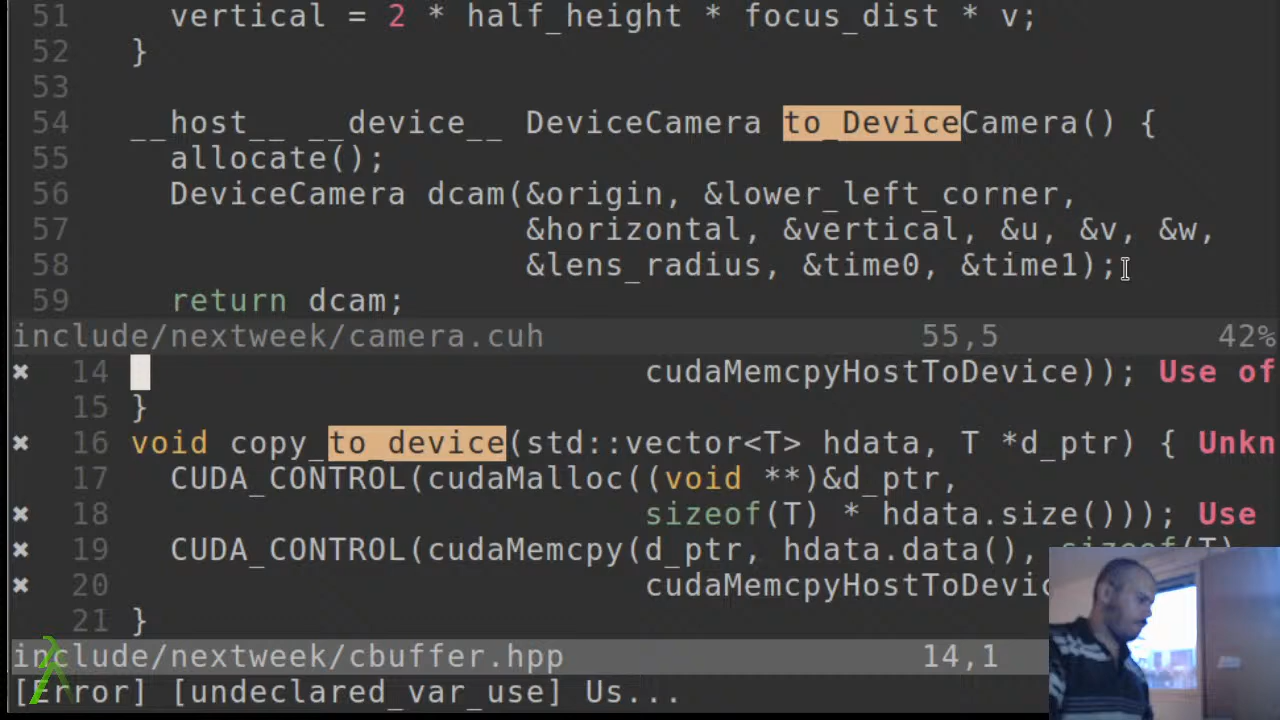 51 vertical = 2 * half_height * focus_dist * v;
52 }
53
54 __host__ __device__ DeviceCamera to_DeviceCamera() {
55 allocate();
56 DeviceCamera dcam(&origin, &lower_left_corner,
57 &horizontal, &vertical, &u, &v, &w,
58 &lens_radius, &time0, &time1);
59 return dcam;
include/nextweek/camera.cuh 55,5 42%
✖ 14 cudaMemcpyHostToDevice)); Use of
15 }
✖ 16 void copy_to_device(std::vector<T> hdata, T *d_ptr) { Unkn
17 CUDA_CONTROL(cudaMalloc((void **)&d_ptr,
✖ 18 sizeof(T) * hdata.size())); Use
✖ 19 CUDA_CONTROL(cudaMemcpy(d_ptr, hdata.data(), sizeof(T)
✖ 20 cudaMemcpyHostToDevic
21 }
include/nextweek/cbuffer.hpp 14,1
[Error] [undeclared_var_use] Us...